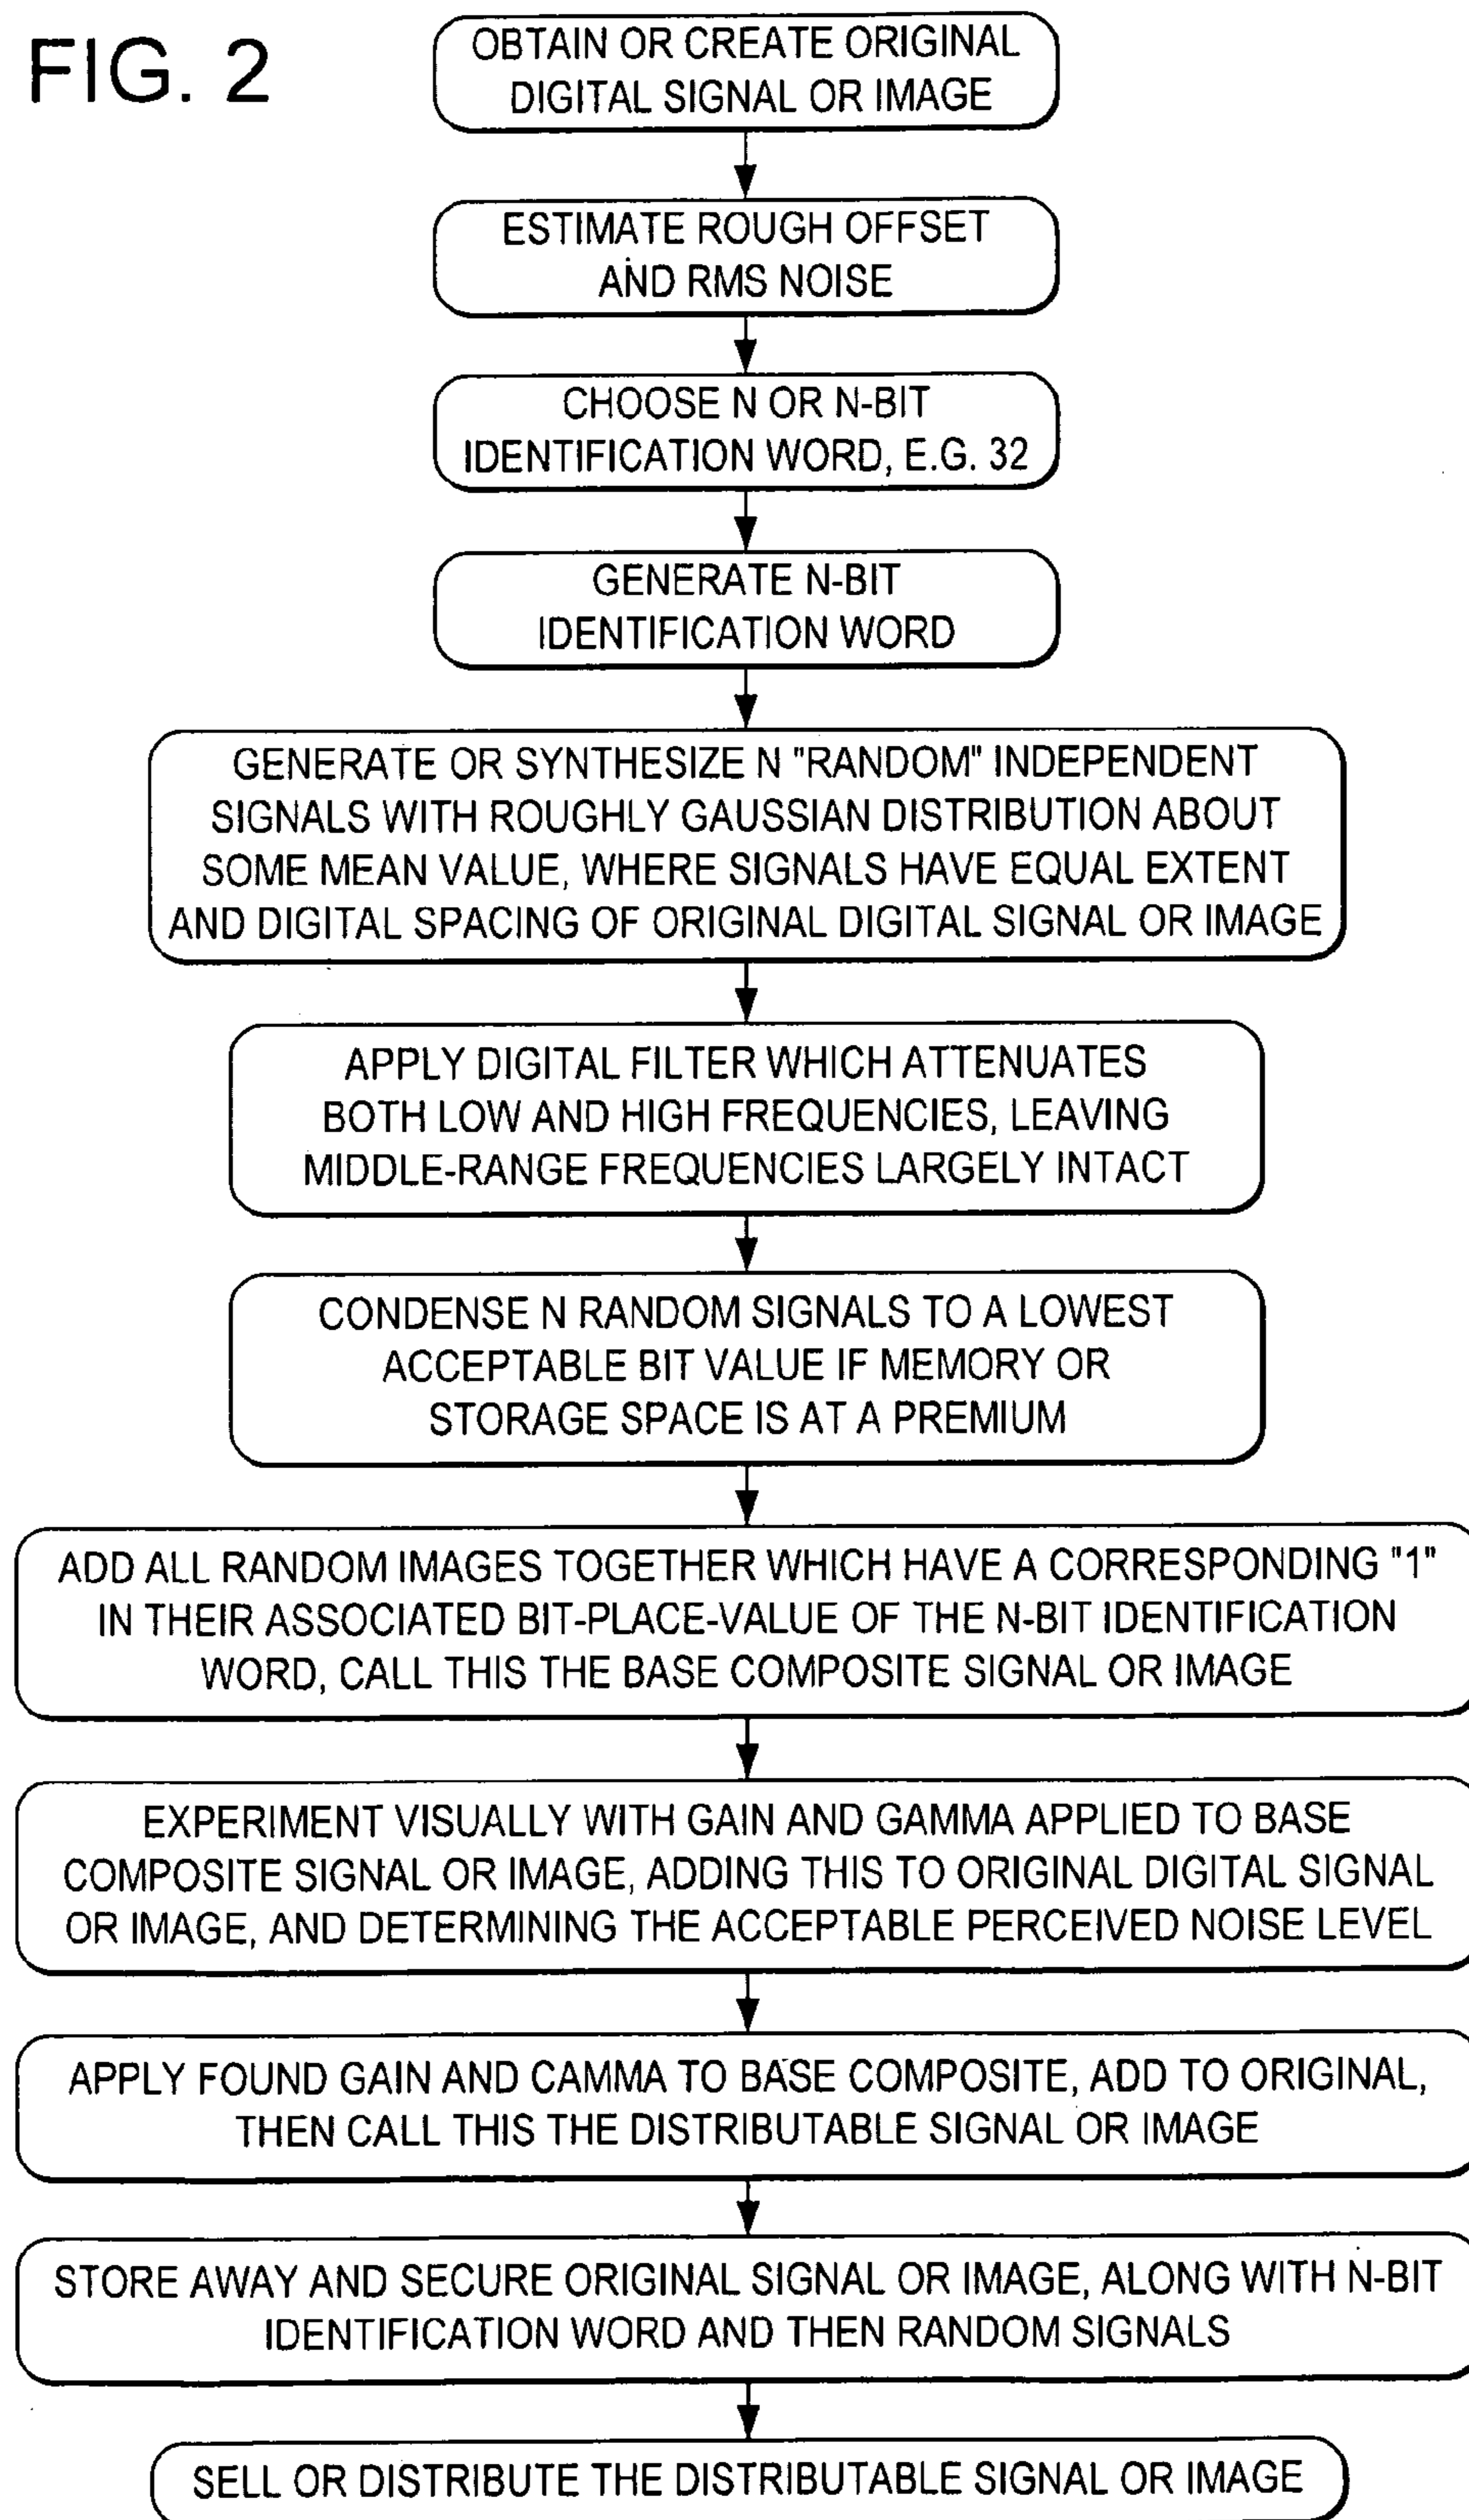 FIG. 2
OBTAIN OR CREATE ORIGINAL
DIGITAL SIGNAL OR IMAGE
ESTIMATE ROUGH OFFSET
AND RMS NOISE
CHOOSE N OR N-BIT
IDENTIFICATION WORD, E.G. 32
GENERATE N-BIT
IDENTIFICATION WORD
GENERATE OR SYNTHESIZE N "RANDOM" INDEPENDENT
SIGNALS WITH ROUGHLY GAUSSIAN DISTRIBUTION ABOUT
SOME MEAN VALUE, WHERE SIGNALS HAVE EQUAL EXTENT
AND DIGITAL SPACING OF ORIGINAL DIGITAL SIGNAL OR IMAGE
APPLY DIGITAL FILTER WHICH ATTENUATES
BOTH LOW AND HIGH FREQUENCIES, LEAVING
MIDDLE-RANGE FREQUENCIES LARGELY INTACT
CONDENSE N RANDOM SIGNALS TO A LOWEST
ACCEPTABLE BIT VALUE IF MEMORY OR
STORAGE SPACE IS AT A PREMIUM
ADD ALL RANDOM IMAGES TOGETHER WHICH HAVE A CORRESPONDING "1"
IN THEIR ASSOCIATED BIT-PLACE-VALUE OF THE N-BIT IDENTIFICATION
WORD, CALL THIS THE BASE COMPOSITE SIGNAL OR IMAGE
EXPERIMENT VISUALLY WITH GAIN AND GAMMA APPLIED TO BASE
COMPOSITE SIGNAL OR IMAGE, ADDING THIS TO ORIGINAL DIGITAL SIGNAL
OR IMAGE, AND DETERMINING THE ACCEPTABLE PERCEIVED NOISE LEVEL
APPLY FOUND GAIN AND CAMMA TO BASE COMPOSITE, ADD TO ORIGINAL,
THEN CALL THIS THE DISTRIBUTABLE SIGNAL OR IMAGE
STORE AWAY AND SECURE ORIGINAL SIGNAL OR IMAGE, ALONG WITH N-BIT
IDENTIFICATION WORD AND THEN RANDOM SIGNALS
SELL OR DISTRIBUTE THE DISTRIBUTABLE SIGNAL OR IMAGE